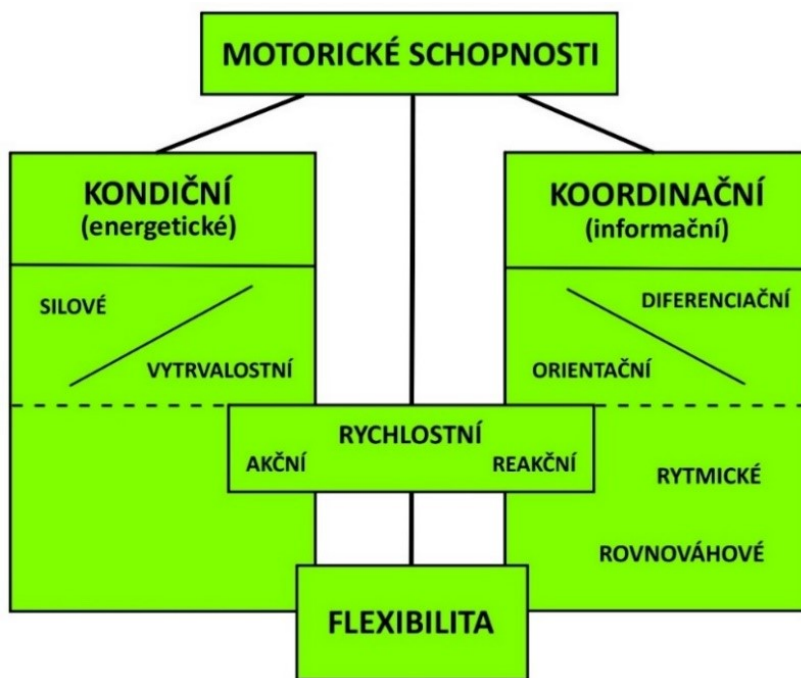 MOTORICKÉ SCHOPNOSTI
KONDIČNÍ
(energetické)
SILOVÉ
VYTRVALOSTNÍ
KOORDINAČNÍ
(informační)
DIFERENCIAČNÍ
ORIENTAČNÍ
RYCHLOSTNÍ
AKČNÍ REAKČNÍ
RYTMICKÉ
ROVNOVÁHOVÉ
FLEXIBILITA